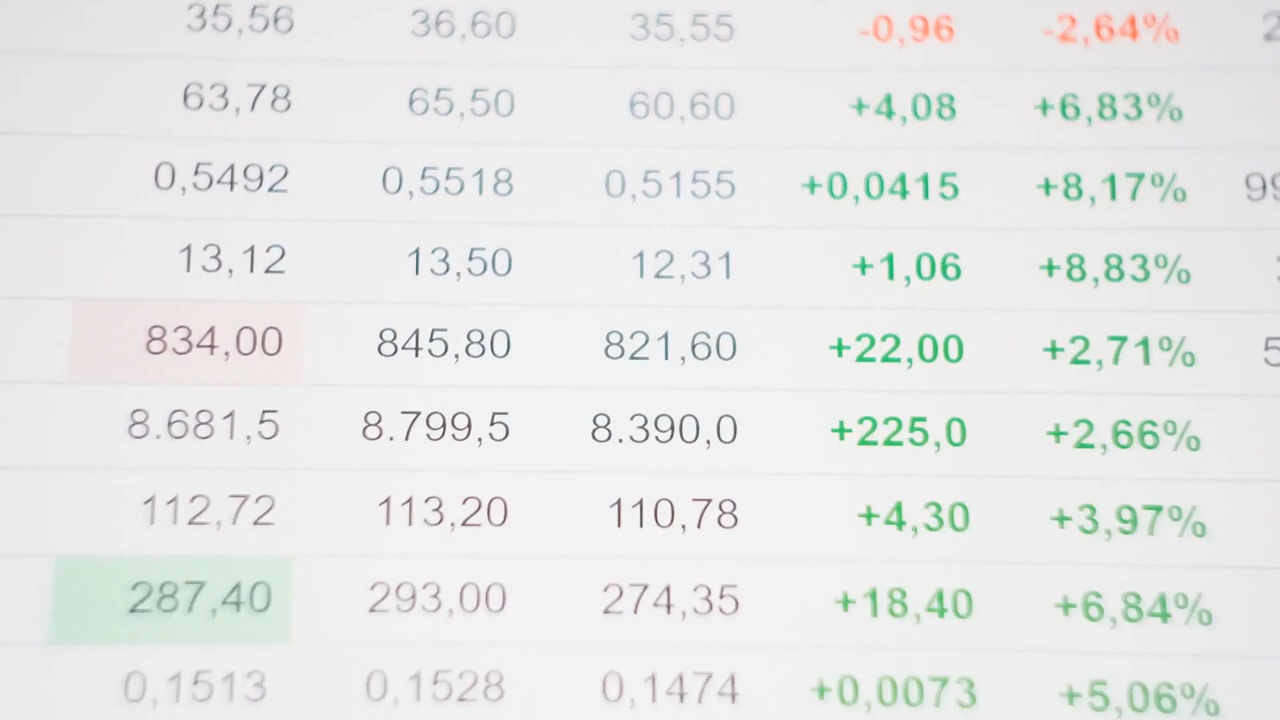 35,56 36,60 35,55 -0,96 -2,64%
63,78 65,50 60,60 +4,08 +6,83%
0,5492 0,5518 0,5155 +0,0415 +8,17%
13,12 13,50 12,31 +1,06 +8,83%
834,00 845,80 821,60 +22,00 +2,71%
8.681,5 8.799,5 8.390,0 +225,0 +2,66%
112,72 113,20 110,78 +4,30 +3,97%
287,40 293,00 274,35 +18,40 +6,84%
0,1513 0,1528 0,1474 +0,0073 +5,06%